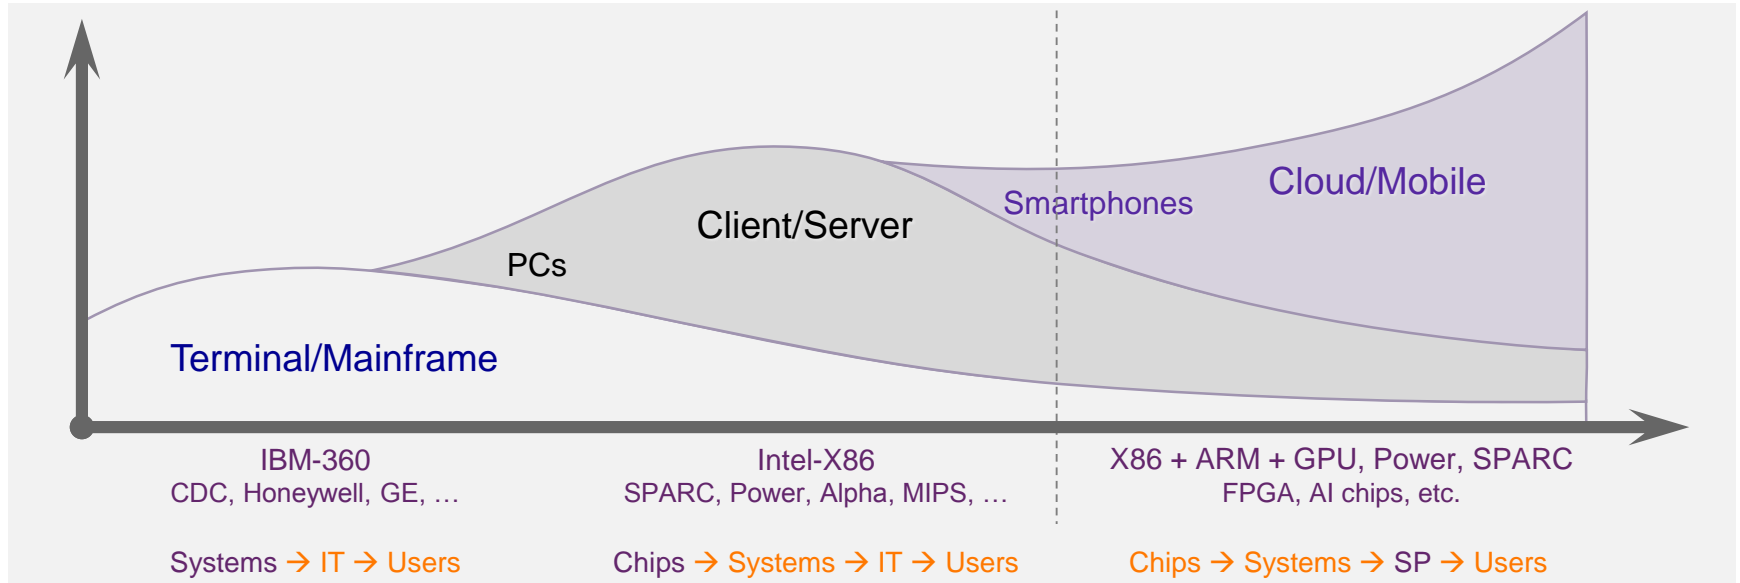 Cloud/Mobile
Smartphones
Client/Server
PCs
Terminal/Mainframe
IBM-360
CDC, Honeywell, GE, …
Intel-X86
SPARC, Power, Alpha, MIPS, …
X86 + ARM + GPU, Power, SPARC
FPGA, AI chips, etc.
Systems → IT → Users
Chips → Systems → IT → Users
Chips → Systems → SP → Users